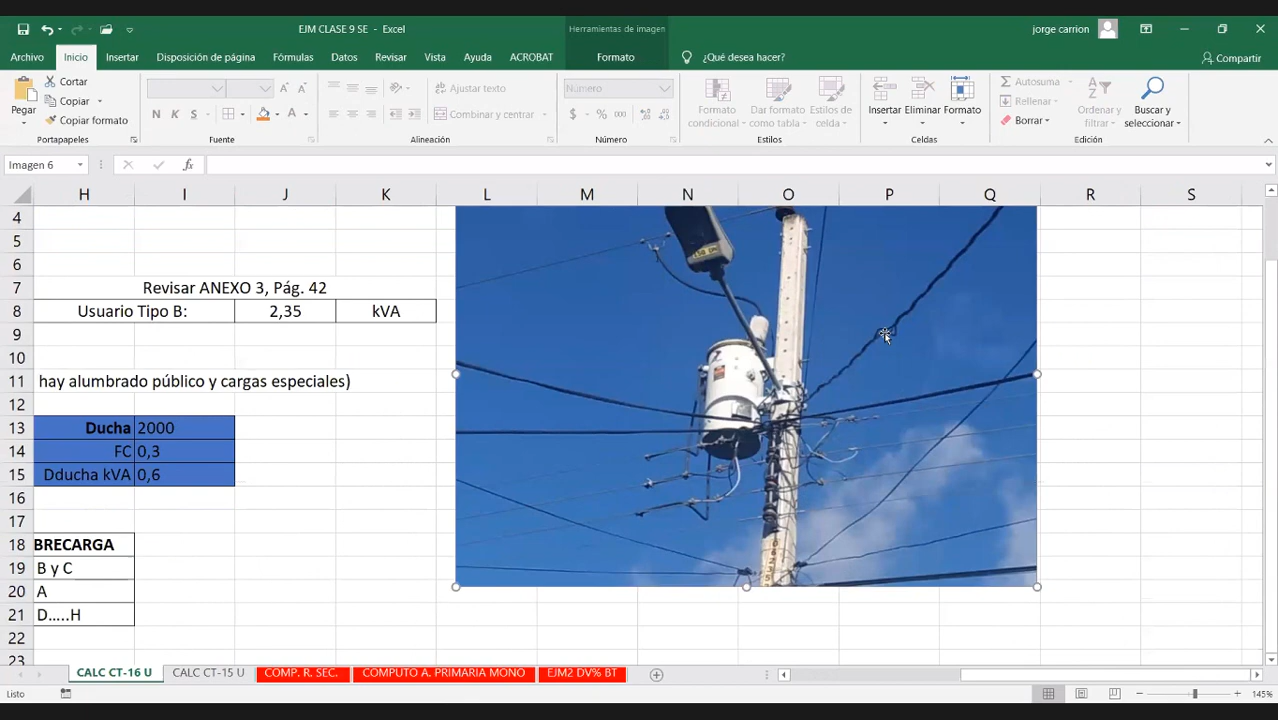 EJM CLASE 9 SE - Excel
Herramientas de imagen
jorge carrion
Archivo
Inicio
Insertar
Disposición de página
Fórmulas
Datos
Revisar
Vista
Ayuda
ACROBAT
Formato
¿Qué desea hacer?
Compartir
Pegar
Cortar
Copiar
Copiar formato
Portapapeles
N K S
Fuente
Ajustar texto
Combinar y centrar
Alineación
Número
$ % 000
Número
Formato condicional
Dar formato como tabla
Estilos de celda
Estilos
Insertar
Eliminar
Formato
Celdas
Autosuma
Rellenar
Borrar
Ordenar y filtrar
Buscar y seleccionar
Edición
Imagen 6
fx
H I J K L M N O P Q R S
4
5
6
7 Revisar ANEXO 3, Pág. 42
8 Usuario Tipo B: 2,35 kVA
9
10
11 hay alumbrado público y cargas especiales)
12
13 Ducha 2000
14 FC 0,3
15 Dducha kVA 0,6
16
17
18 BRECARGA
19 B y C
20 A
21 D.....H
22
23
CALC CT-16 U
CALC CT-15 U
COMP. R. SEC.
COMPUTO A. PRIMARIA MONO
EJM2 DV% BT
Listo
145%